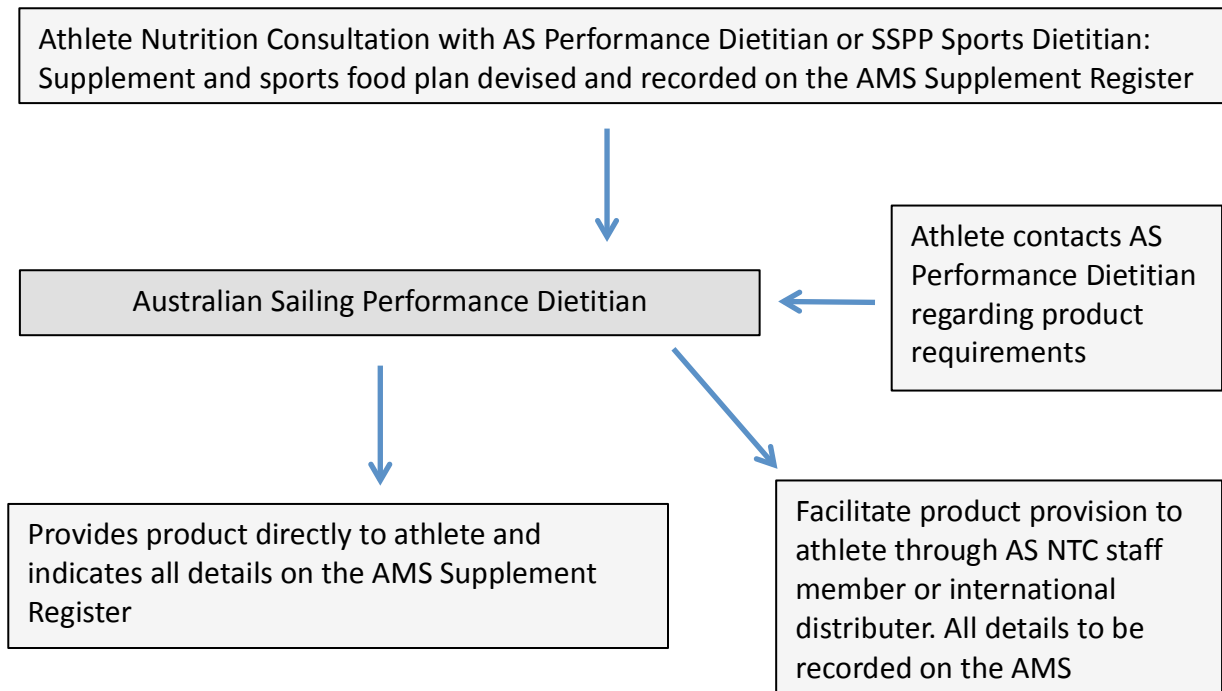 Athlete Nutrition Consultation with AS Performance Dietitian or SSPP Sports Dietitian:
Supplement and sports food plan devised and recorded on the AMS Supplement Register
Athlete contacts AS
Performance Dietitian
regarding product
requirements
Australian Sailing Performance Dietitian
Provides product directly to athlete and
indicates all details on the AMS Supplement
Register
Facilitate product provision to
athlete through AS NTC staff
member or international
distributer. All details to be
recorded on the AMS